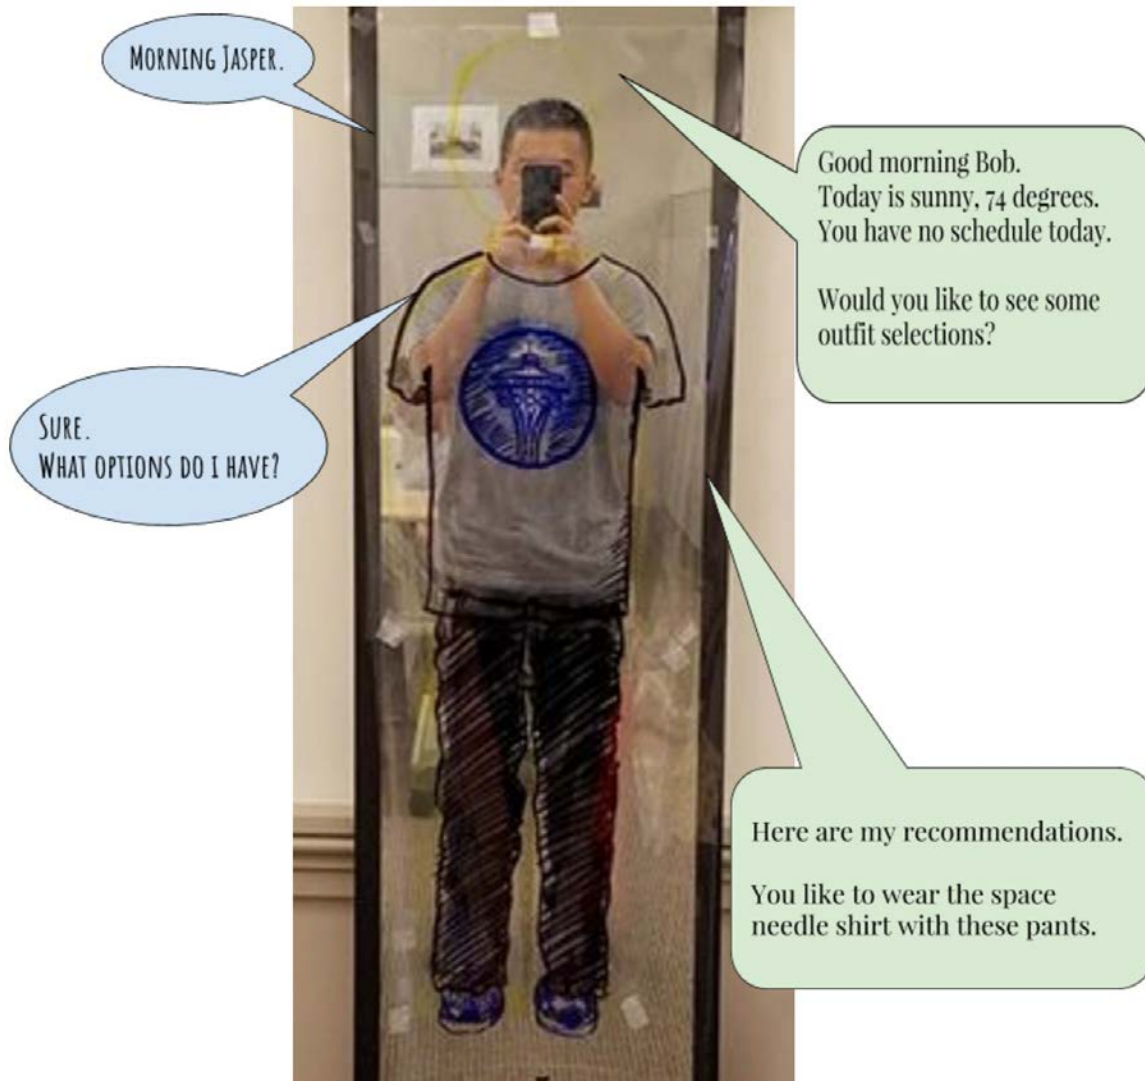 MORNING JASPER.
Good morning Bob.
Today is sunny, 74 degrees.
You have no schedule today.
Would you like to see some
outfit selections?
SURE.
WHAT OPTIONS DO I HAVE?
Here are my recommendations.
You like to wear the space
needle shirt with these pants.